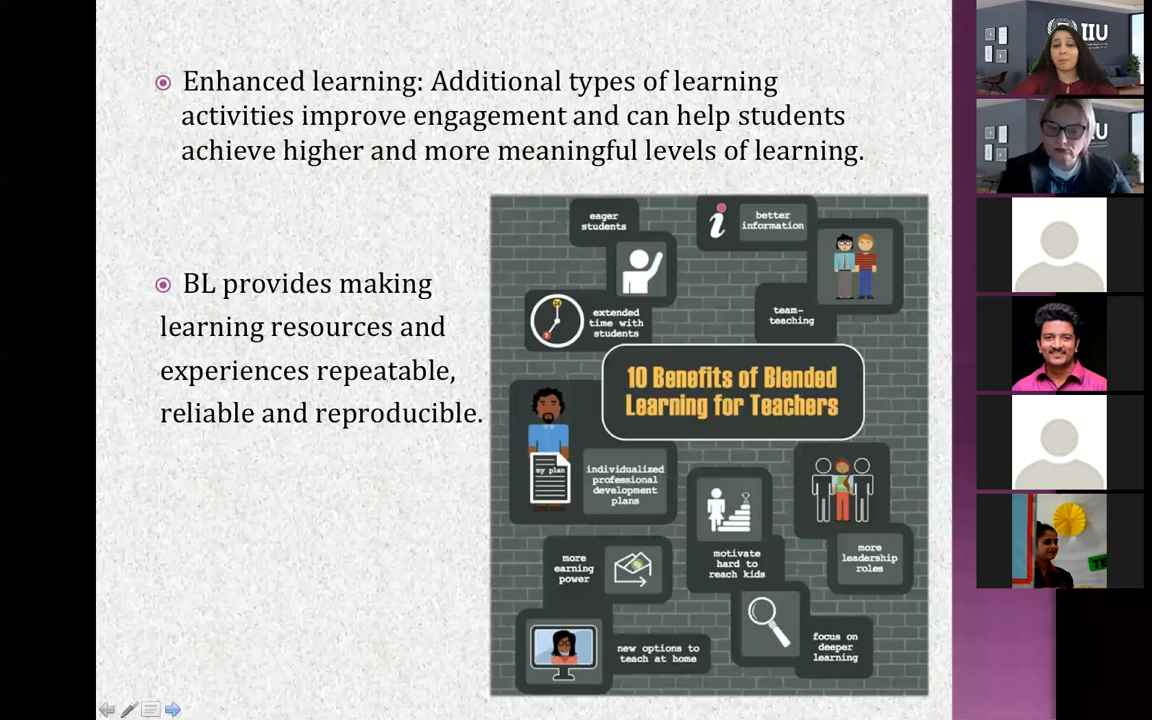 Enhanced learning: Additional types of learning
activities improve engagement and can help students
achieve higher and more meaningful levels of learning.
BL provides making
learning resources and
experiences repeatable,
reliable and reproducible.
eager
students
i
better
information
extended
time with
students
team-
teaching
10 Benefits of Blended
Learning for Teachers
my plan
individualized
professional
development
plans
more
earning
power
motivate
hard to
reach kids
more
leadership
roles
new options to
teach at home
focus on
deeper
learning
IIU